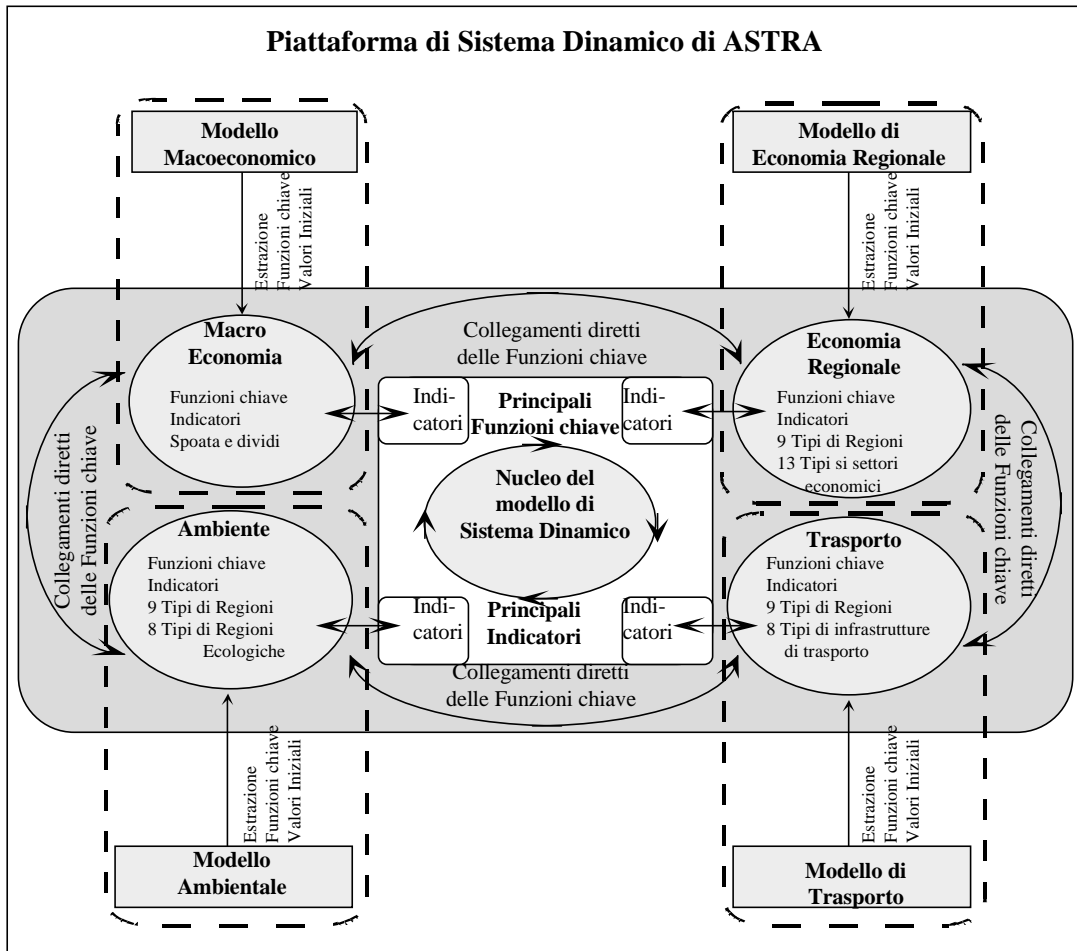 Piattaforma di Sistema Dinamico di ASTRA
Modello
Macoeconomico
Modello di
Economia Regionale
Estrazione
Funzioni chiave
Valori Iniziali
Estrazione
Funzioni chiave
Valori Iniziali
Collegamenti diretti
delle Funzioni chiave
Macro
Economia
Funzioni chiave
Indicatori
Spoata e dividi
Economia
Regionale
Funzioni chiave
Indicatori
9 Tipi di Regioni
13 Tipi si settori
economici
Indi-
catori
Principali
Funzioni chiave
Indi-
catori
Collegamenti diretti
delle Funzioni chiave
Nucleo del
modello di
Sistema Dinamico
Collegamenti diretti
delle Funzioni chiave
Ambiente
Funzioni chiave
Indicatori
9 Tipi di Regioni
8 Tipi di Regioni
Ecologiche
Trasporto
Funzioni chiave
Indicatori
9 Tipi di Regioni
8 Tipi di infrastrutture
di trasporto
Indi-
catori
Principali
Indicatori
Indi-
catori
Collegamenti diretti
delle Funzioni chiave
Estrazione
Funzioni chiave
Valori Iniziali
Estrazione
Funzioni chiave
Valori Iniziali
Modello
Ambientale
Modello di
Trasporto